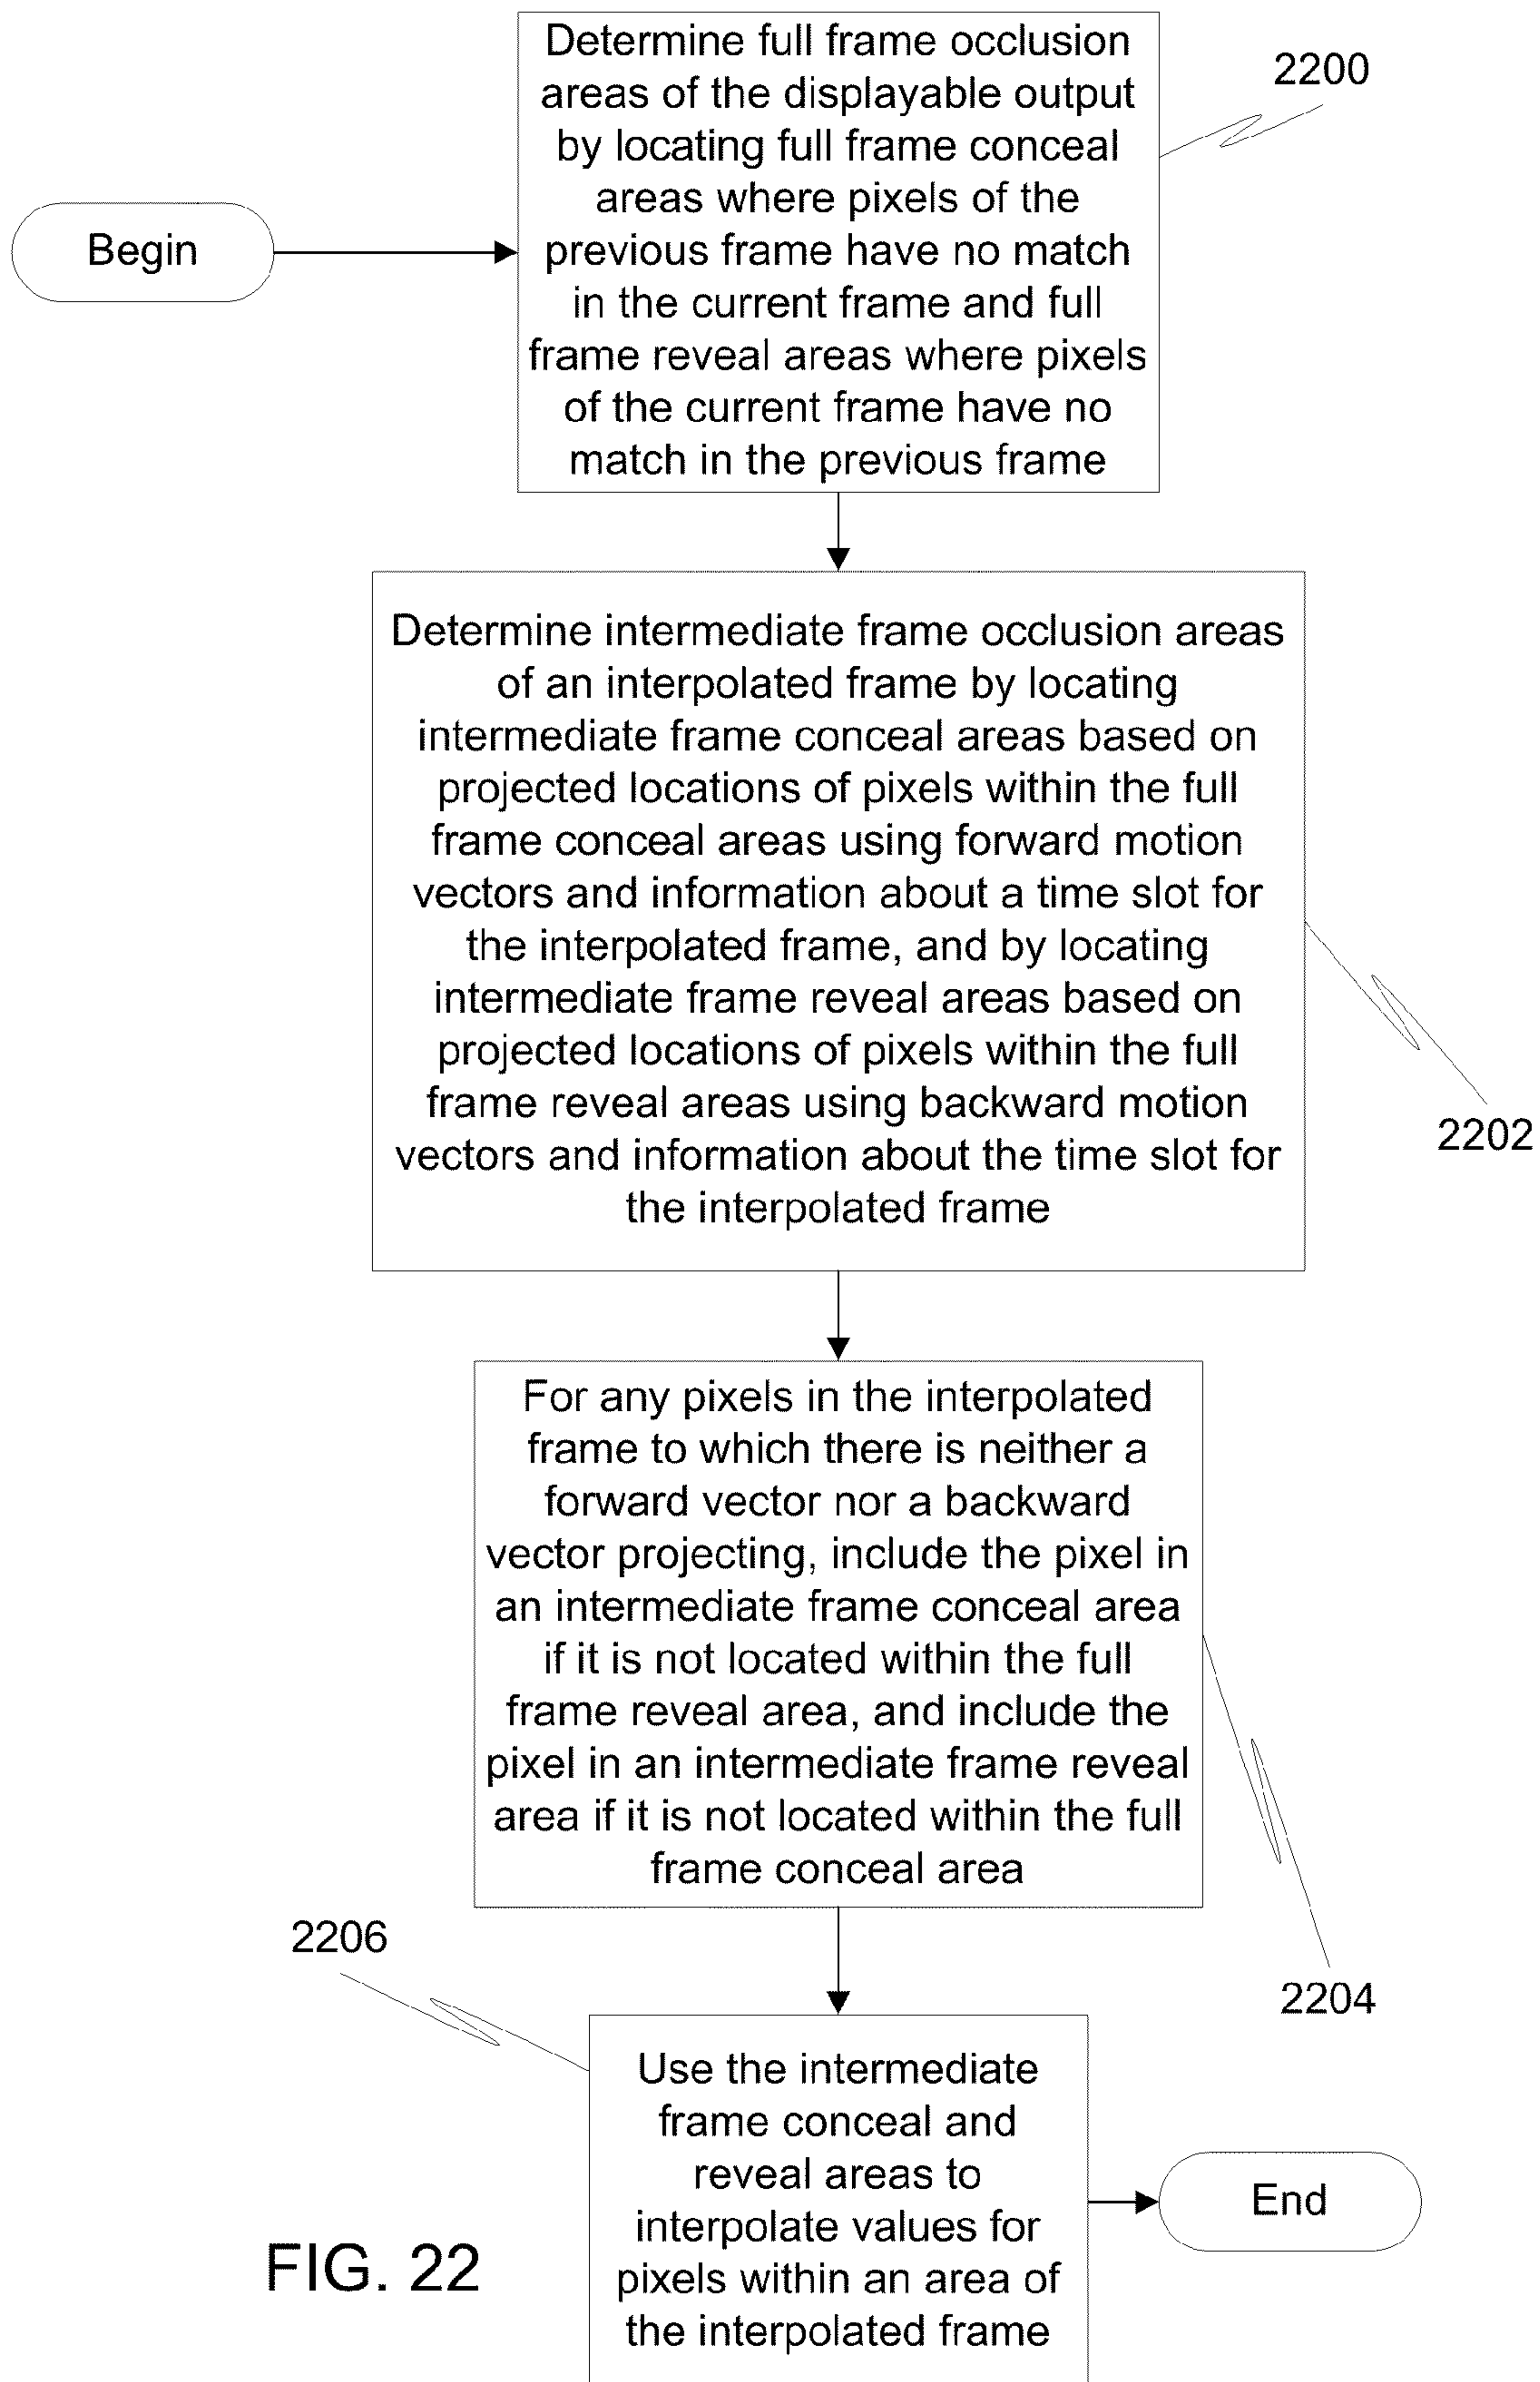 Begin
Determine full frame occlusion
areas of the displayable output
by locating full frame conceal
areas where pixels of the
previous frame have no match
in the current frame and full
frame reveal areas where pixels
of the current frame have no
match in the previous frame
2200
Determine intermediate frame occlusion areas
of an interpolated frame by locating
intermediate frame conceal areas based on
projected locations of pixels within the full
frame conceal areas using forward motion
vectors and information about a time slot for
the interpolated frame, and by locating
intermediate frame reveal areas based on
projected locations of pixels within the full
frame reveal areas using backward motion
vectors and information about the time slot for
the interpolated frame
2202
For any pixels in the interpolated
frame to which there is neither a
forward vector nor a backward
vector projecting, include the pixel in
an intermediate frame conceal area
if it is not located within the full
frame reveal area, and include the
pixel in an intermediate frame reveal
area if it is not located within the full
frame conceal area
2204
2206
Use the intermediate
frame conceal and
reveal areas to
interpolate values for
pixels within an area of
the interpolated frame
End
FIG. 22